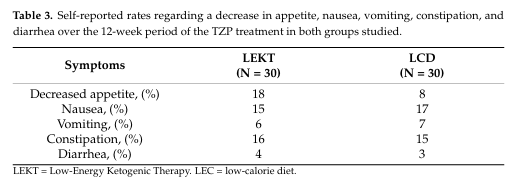 Table 3. Self-reported rates regarding a decrease in appetite, nausea, vomiting, constipation, and
diarrhea over the 12-week period of the TZP treatment in both groups studied.
Symptoms LEKT (N = 30) LCD (N = 30)
Decreased appetite, (%) 18 8
Nausea, (%) 15 17
Vomiting, (%) 6 7
Constipation, (%) 16 15
Diarrhea, (%) 4 3
LEKT = Low-Energy Ketogenic Therapy. LEC = low-calorie diet.